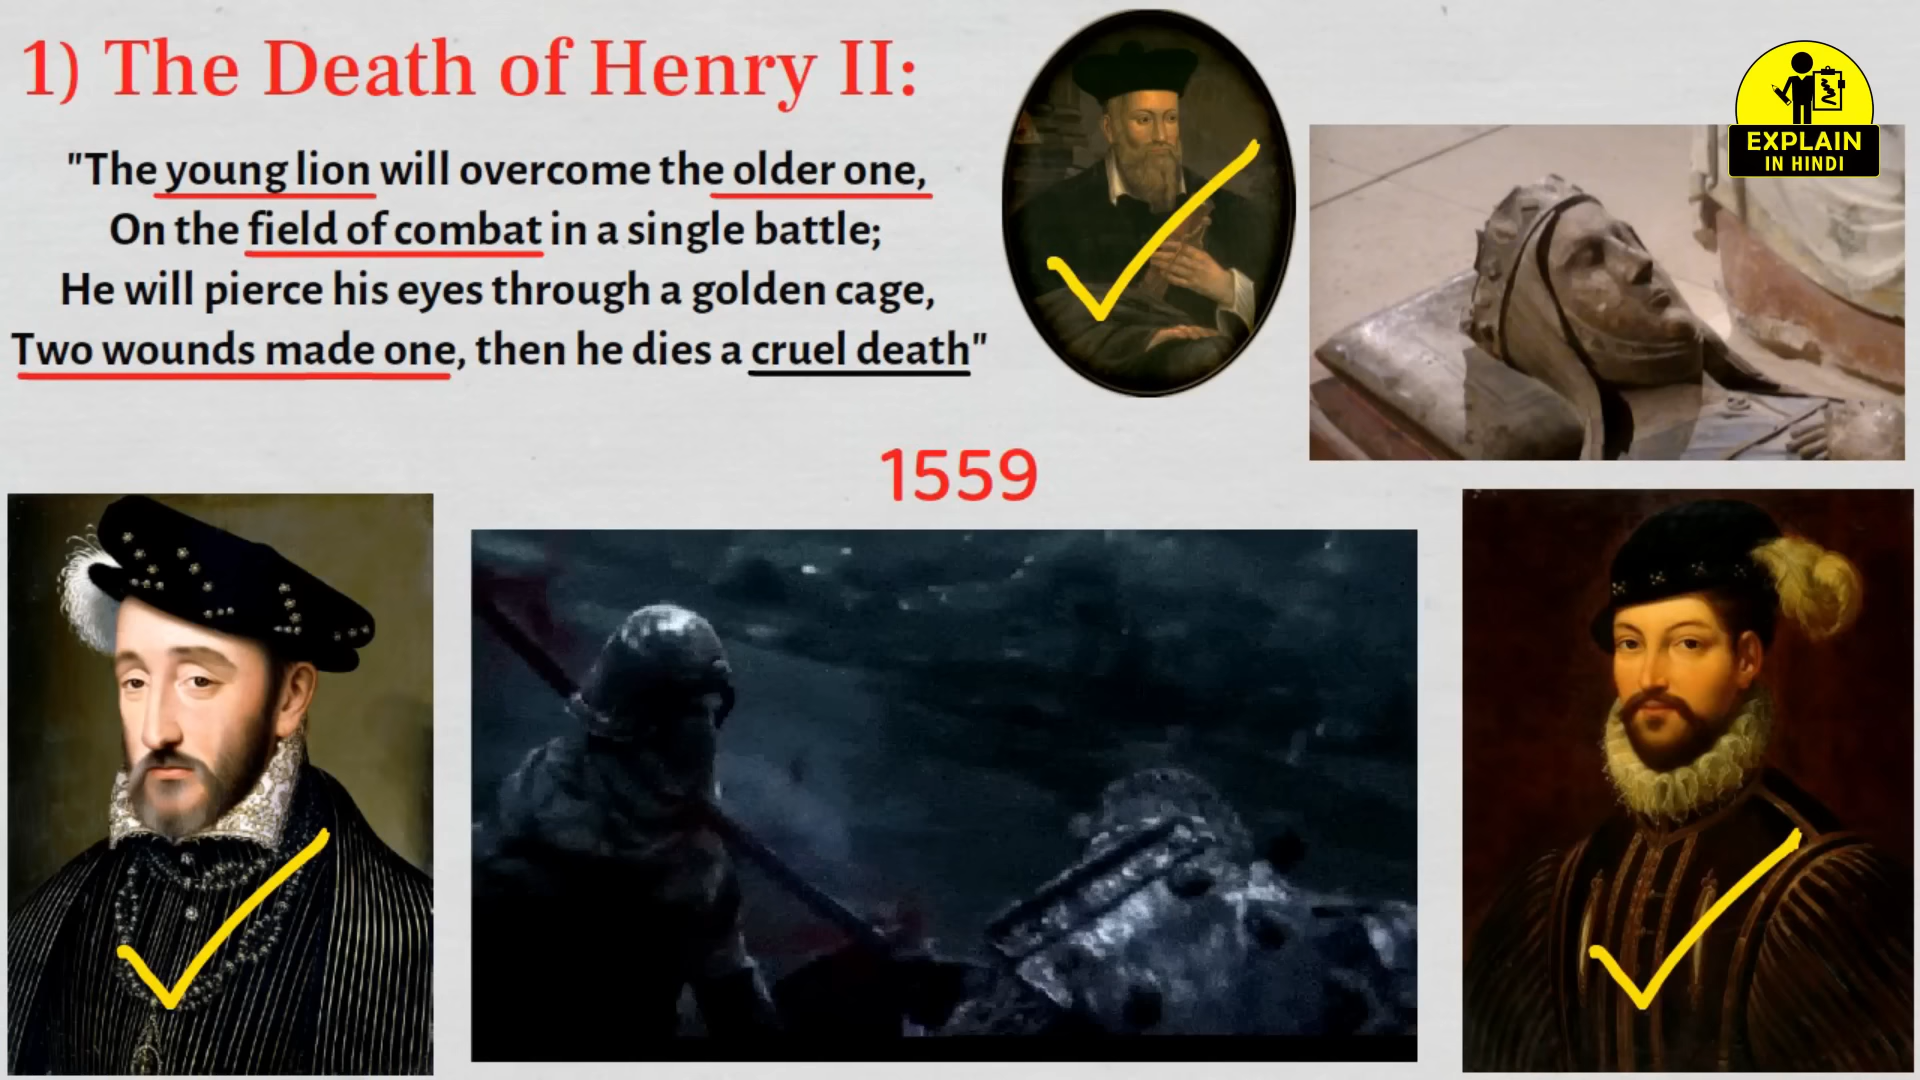 1) The Death of Henry II:
"The young lion will overcome the older one,
On the field of combat in a single battle;
He will pierce his eyes through a golden cage,
Two wounds made one, then he dies a cruel death"
1559
EXPLAIN
IN HINDI